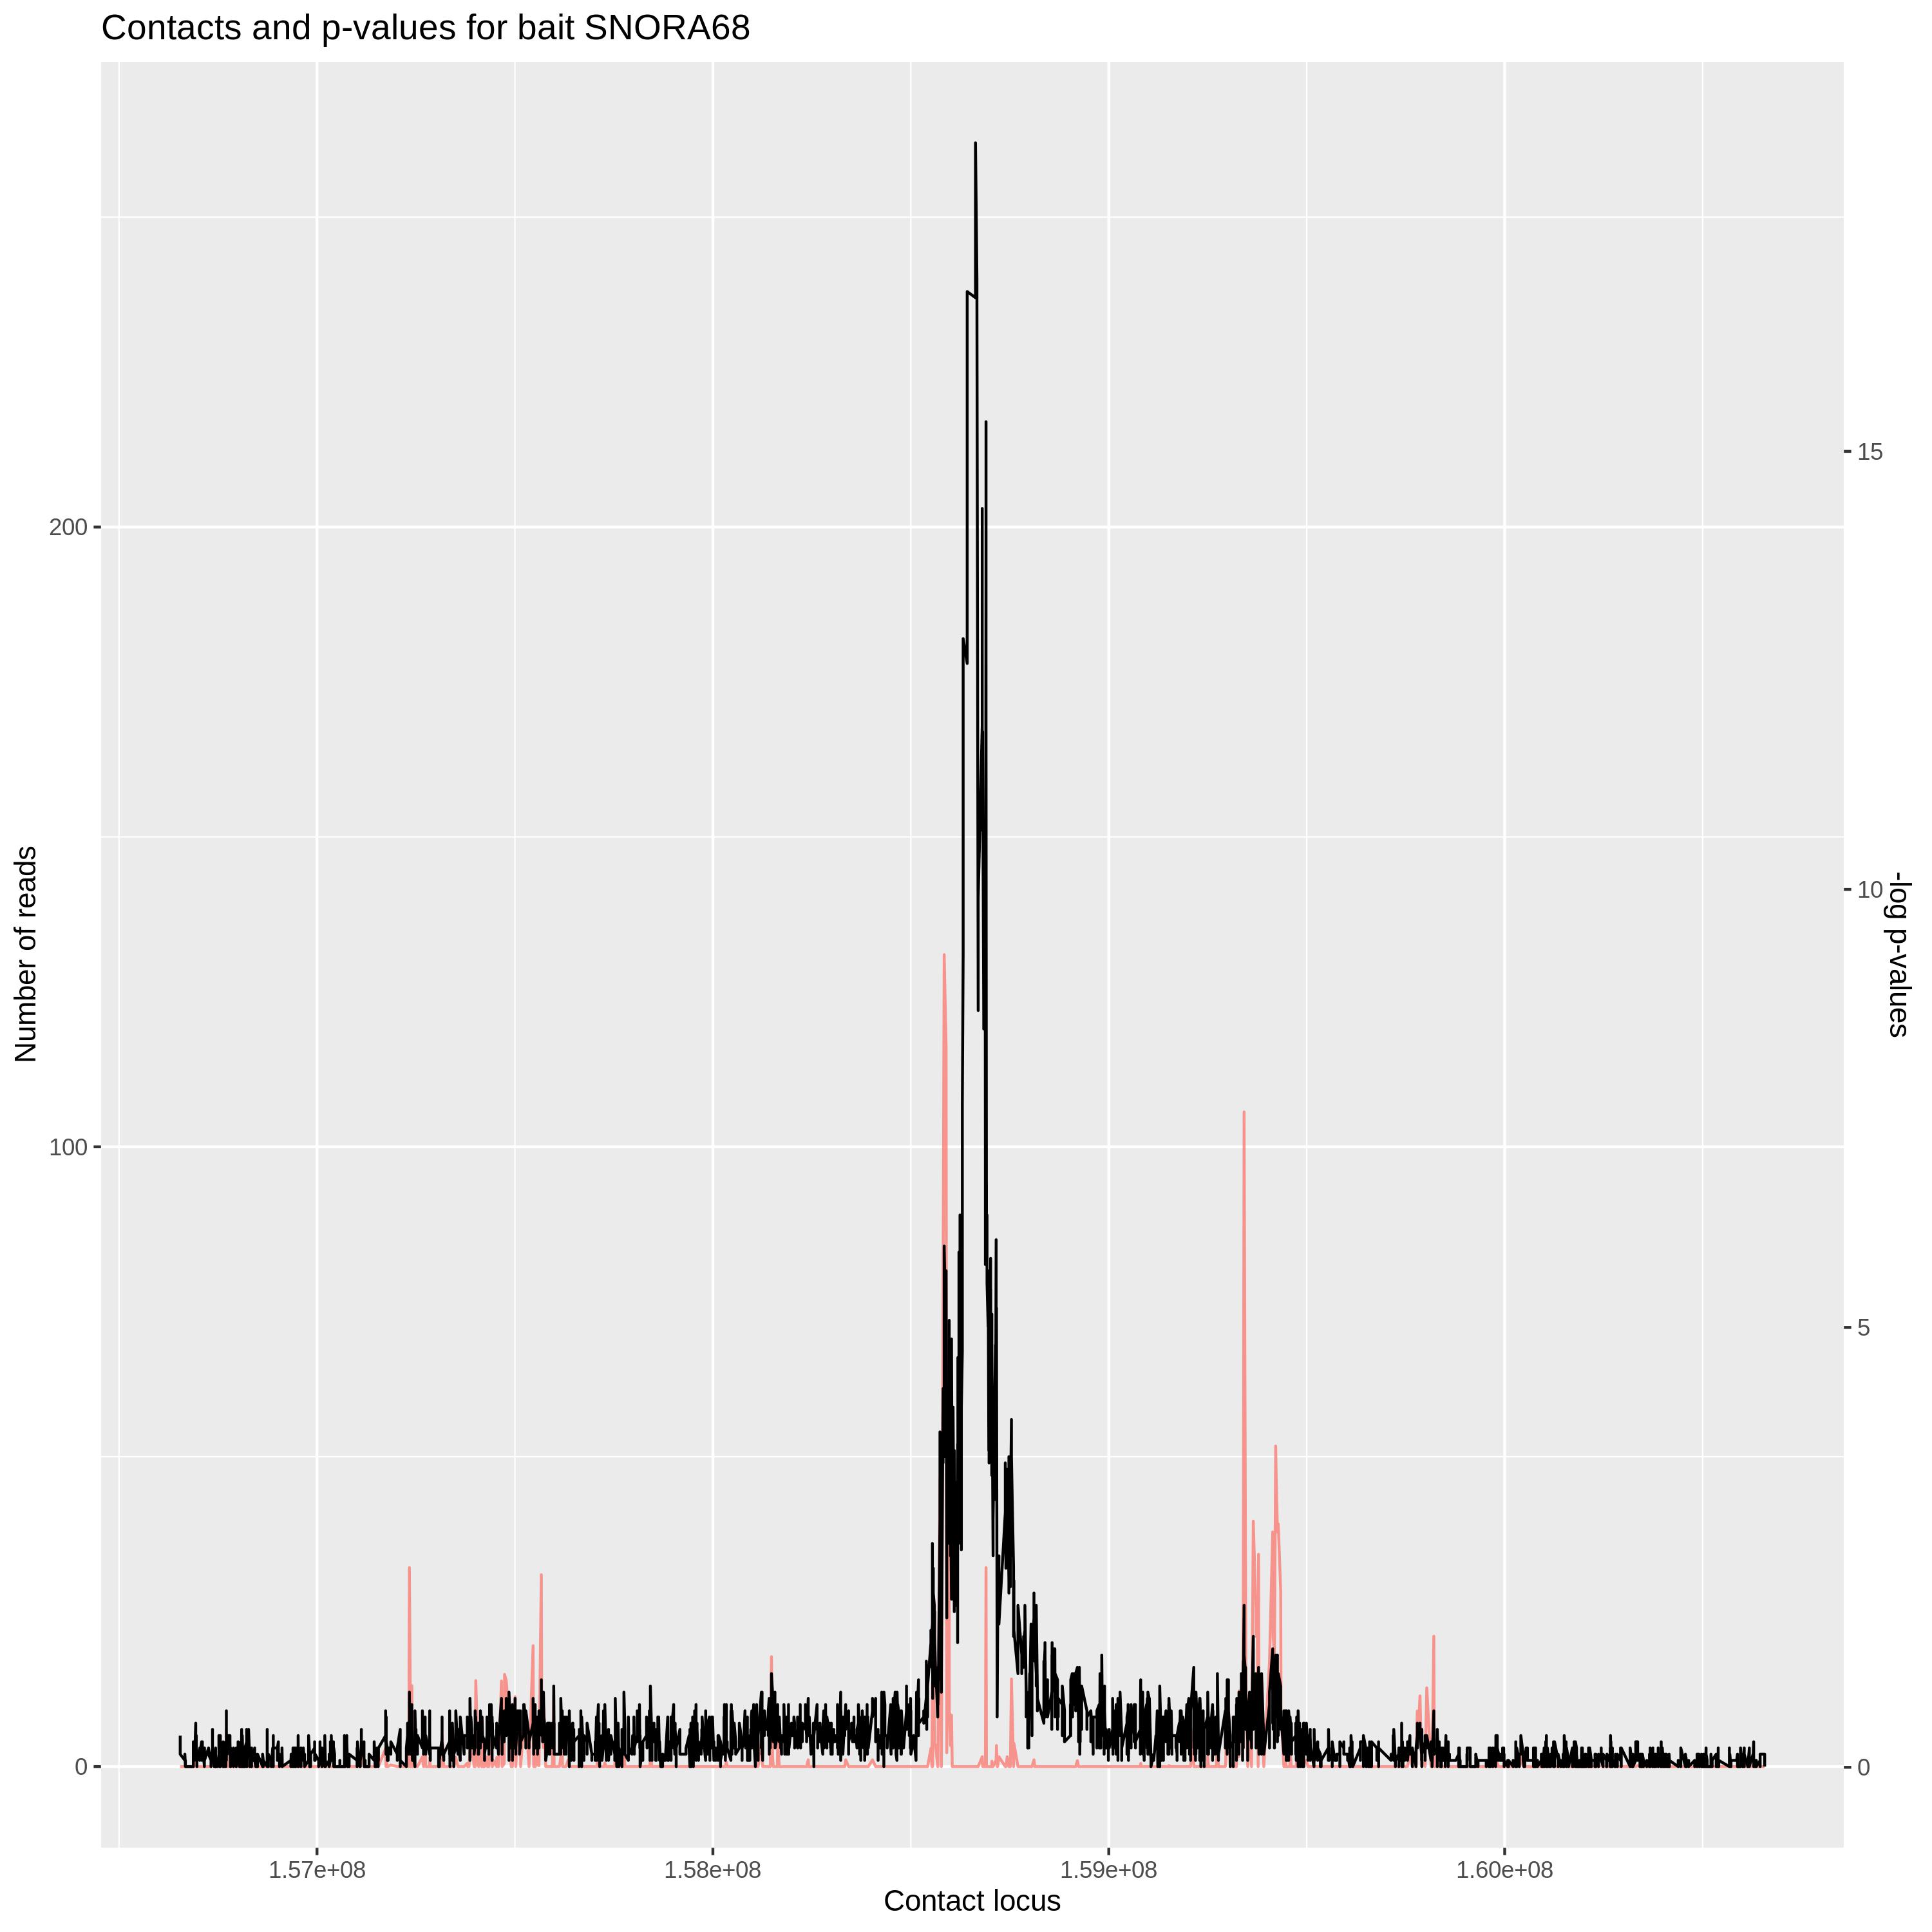 Contacts and p-values for bait SNORA68
Number of reads
200
100
0
15
10
5
0
-log p-values
1.57e+08
1.58e+08
1.59e+08
1.60e+08
Contact locus